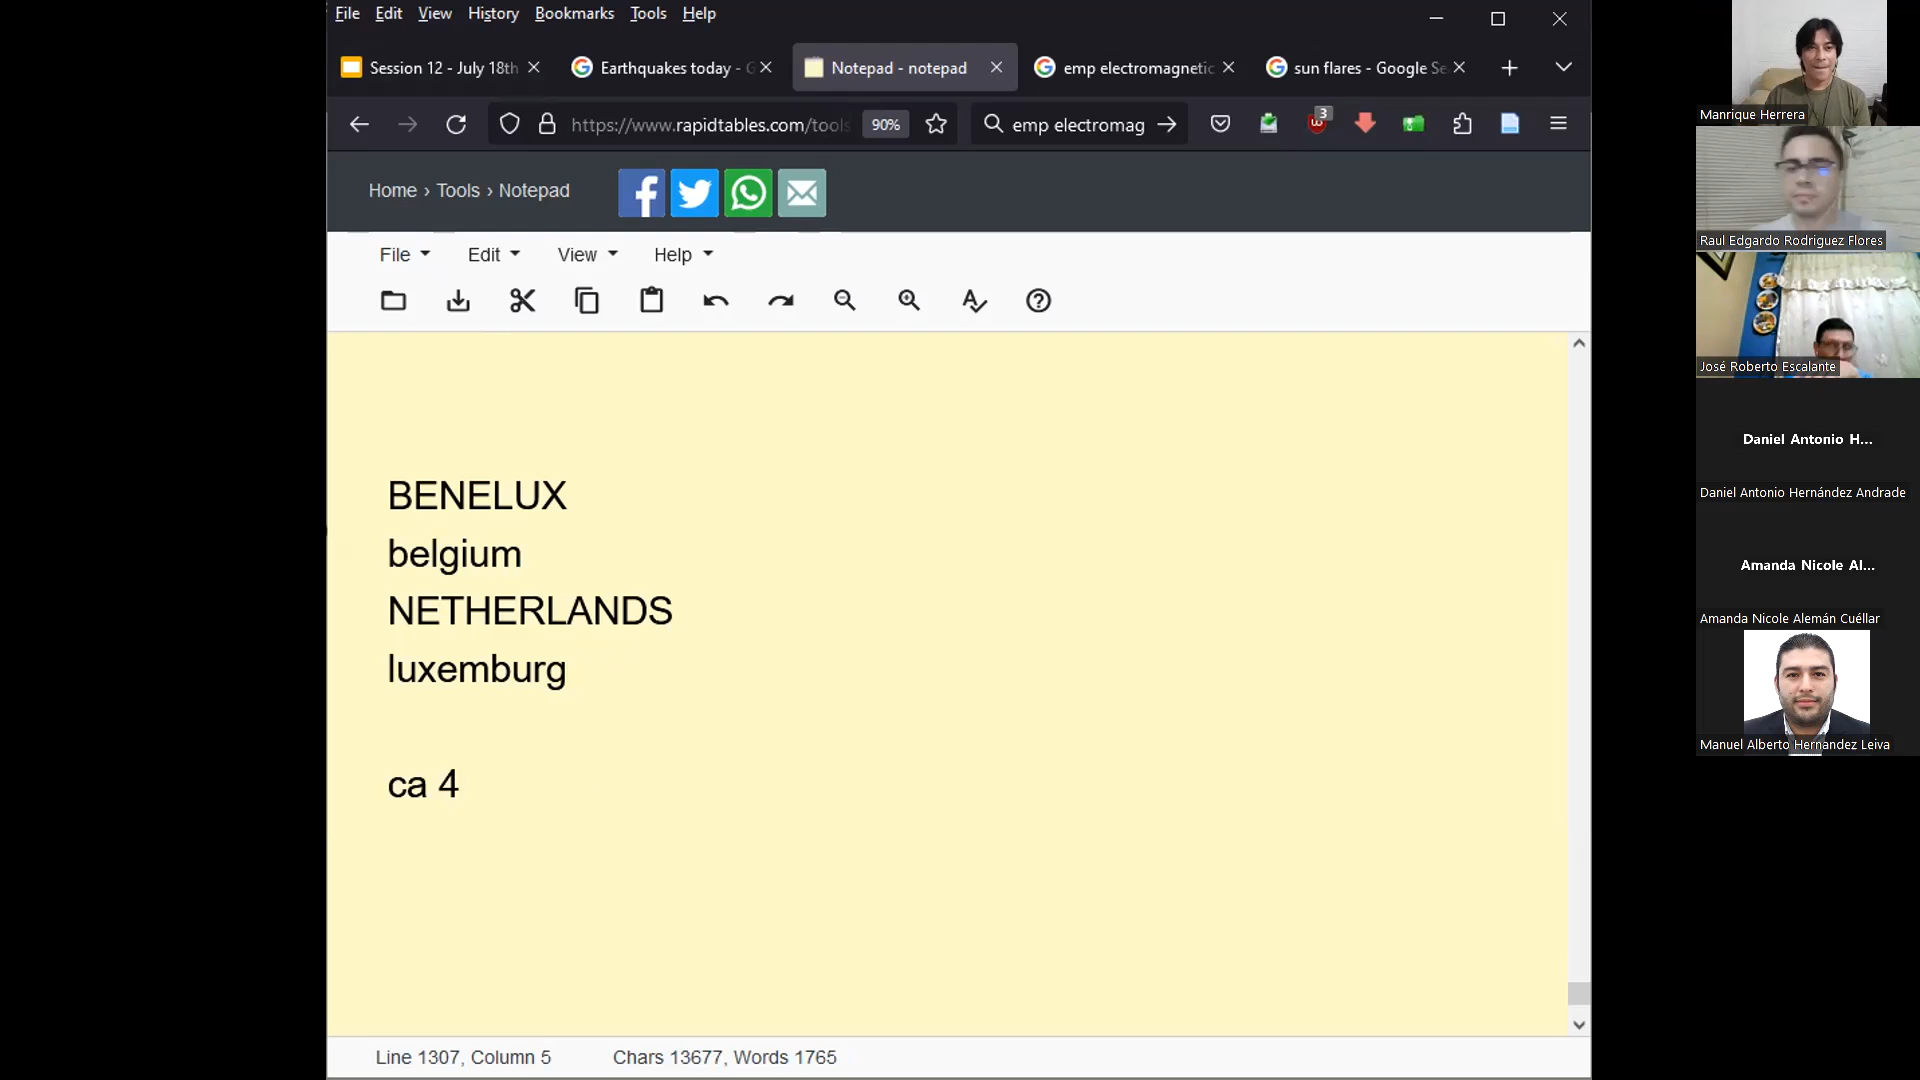 File Edit View History Bookmarks Tools Help
Session 12 - July 18th
Earthquakes today - G
Notepad - notepad
emp electromagnetic
sun flares - Google Se
https://www.rapidtables.com/tools
90%
emp electromag
3
Home › Tools › Notepad
File Edit View Help
BENELUX
belgium
NETHERLANDS
luxemburg
ca 4
Line 1307, Column 5 Chars 13677, Words 1765
Manrique Herrera
Raul Edgardo Rodriguez Flores
José Roberto Escalante
Daniel Antonio H...
Daniel Antonio Hernández Andrade
Amanda Nicole Al...
Amanda Nicole Alemán Cuéllar
Manuel Alberto Hernandez Leiva